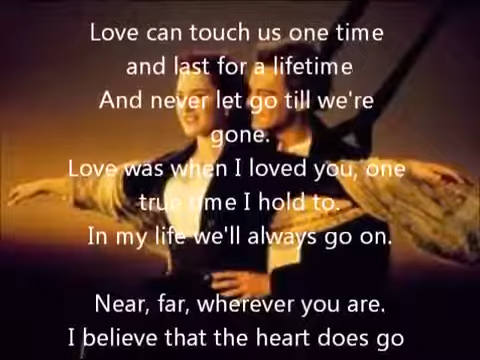 Love can touch us one time
and last for a lifetime
And never let go till we're
gone.
Love was when I loved you, one
true time I hold to.
In my life we'll always go on.
Near, far, wherever you are.
I believe that the heart does go